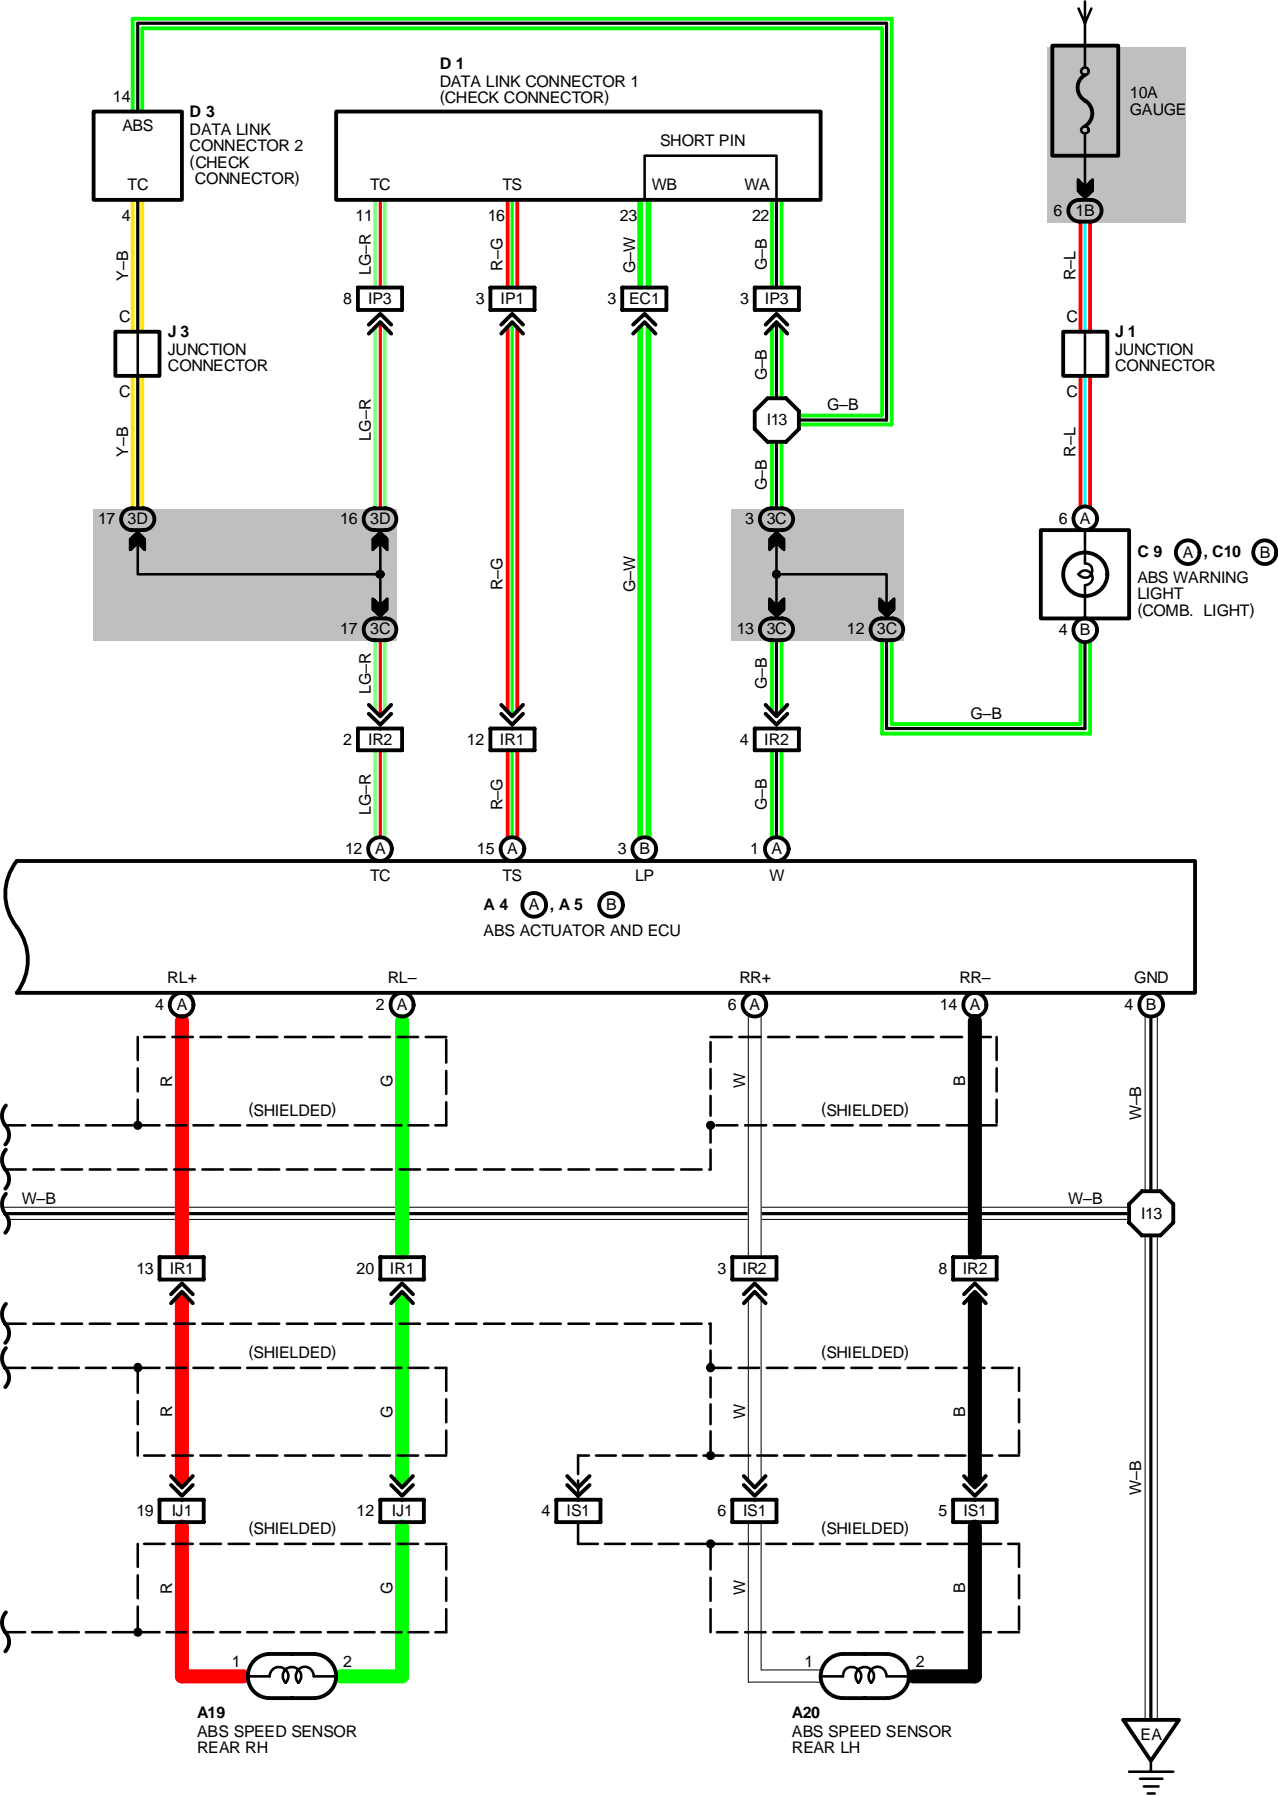 D 1
DATA LINK CONNECTOR 1
(CHECK CONNECTOR)
14
ABS
TC
4
D 3
DATA LINK
CONNECTOR 2
(CHECK
CONNECTOR)
SHORT PIN
TC
TS
WB
WA
11
16
23
22
10A
GAUGE
6
1B
Y–B
LG–R
R–G
G–W
G–B
R–L
8
IP3
3
IP1
3
EC1
3
IP3
C
J 3
JUNCTION
CONNECTOR
C
C
J 1
JUNCTION
CONNECTOR
C
Y–B
LG–R
G–B
I13
G–B
G–B
R–L
17
3D
16
3D
3
3C
6
A
R–G
G–W
C 9
A
, C10
B
ABS WARNING
LIGHT
(COMB. LIGHT)
17
3C
13
3C
12
3C
4
B
LG–R
G–B
G–B
2
IR2
12
IR1
4
IR2
LG–R
R–G
G–B
12
A
15
A
3
B
1
A
TC
TS
LP
W
A 4
A
, A 5
B
ABS ACTUATOR AND ECU
RL+
RL–
RR+
RR–
GND
4
A
2
A
6
A
14
A
4
B
R
G
W
B
W–B
(SHIELDED)
(SHIELDED)
W–B
W–B
I13
13
IR1
20
IR1
3
IR2
8
IR2
(SHIELDED)
(SHIELDED)
R
G
W
B
W–B
19
IJ1
12
IJ1
4
IS1
6
IS1
5
IS1
(SHIELDED)
(SHIELDED)
R
G
W
B
1
2
1
2
A19
ABS SPEED SENSOR
REAR RH
A20
ABS SPEED SENSOR
REAR LH
EA